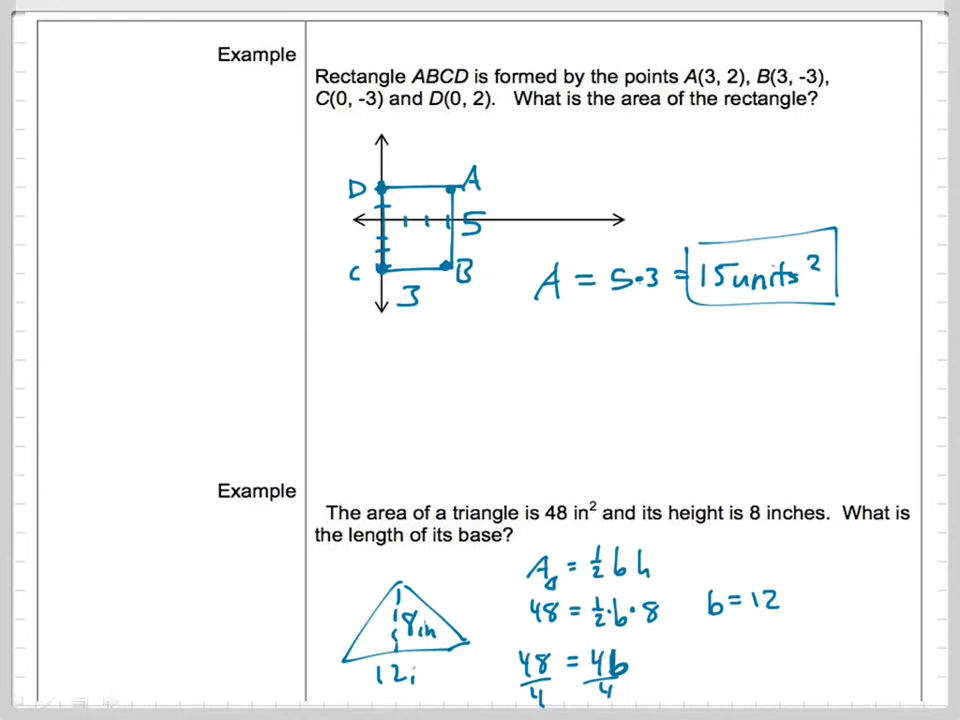 Example
Rectangle ABCD is formed by the points A(3, 2), B(3, -3),
C(0, -3) and D(0, 2). What is the area of the rectangle?
D A
5
C B
3
A = 5·3 = 15 units²
Example
The area of a triangle is 48 in² and its height is 8 inches. What is
the length of its base?
A△ = ½ b h
48 = ½·b·8
b = 12
8in
12i
48/4 = 4b/4